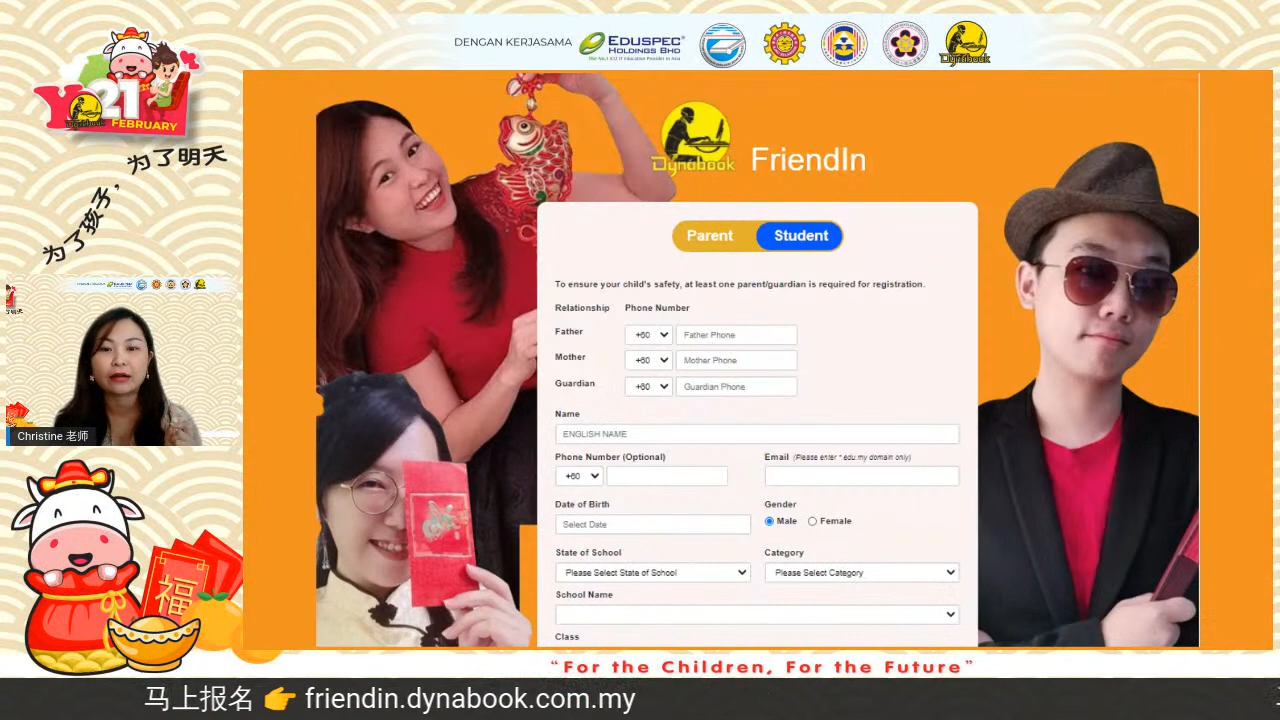 DENGAN KERJASAMA
EDUSPEC
HOLDINGS BHD
The No.1 ICT IT Education Provider in Asia
Dynabook
Y21
Dynabook
FEBRUARY
为了孩子，为了明天
Christine 老师
福
Dynabook
FriendIn
Parent Student
To ensure your child's safety, at least one parent/guardian is required for registration.
Relationship Phone Number
Father +60 Father Phone
Mother +60 Mother Phone
Guardian +60 Guardian Phone
Name
ENGLISH NAME
Phone Number (Optional) Email (Please enter *.edu.my domain only)
+60
Date of Birth Gender
Select Date Male Female
State of School Category
Please Select State of School Please Select Category
School Name
Class
“For the Children, For the Future”
马上报名 👉 friendin.dynabook.com.my